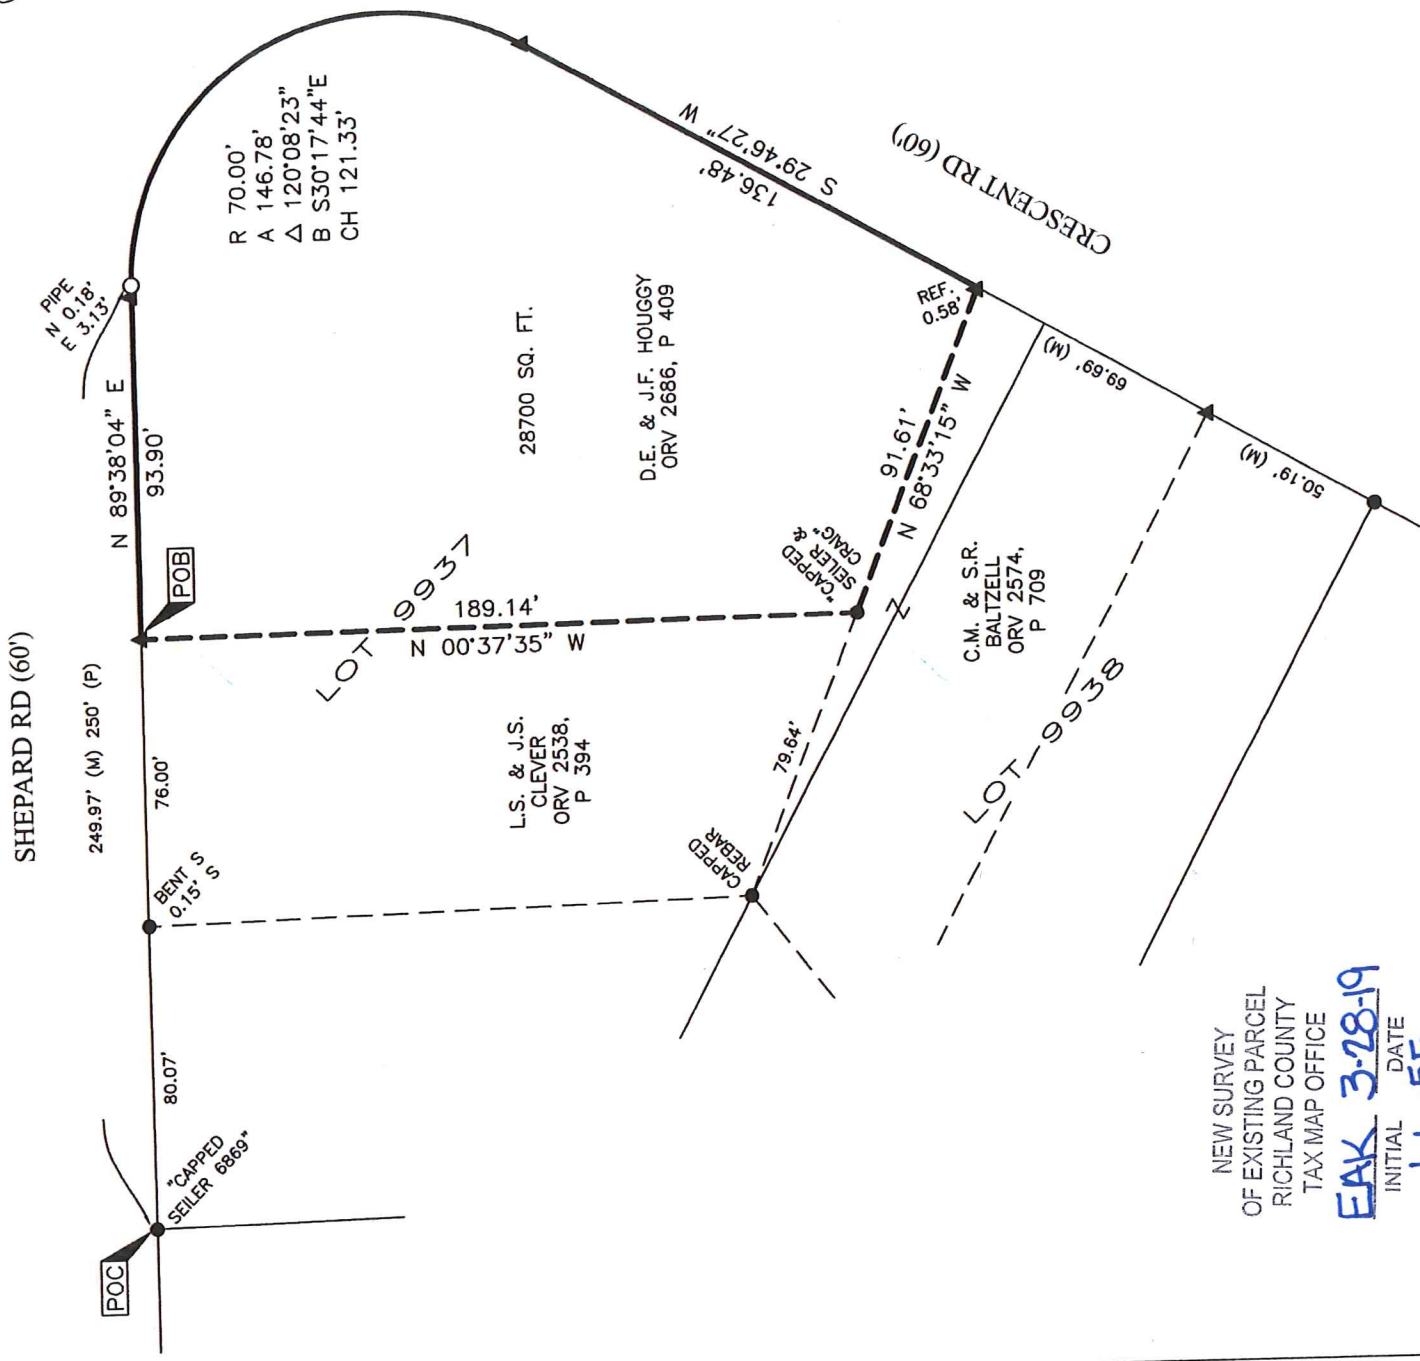 SHEPARD RD (60')
249.97' (M) 250' (P)
PIPE
N 0.18'
E 3.13'
N 89°38'04" E
93.90'
POB
76.00'
BENT S
0.15' S
80.07'
"CAPPED
SEILER 6869"
POC
R 70.00'
A 146.78'
△ 120°08'23"
B S30°17'44"E
CH 121.33'
S 29°46'27" W
136.48'
CRESCENT RD (60')
28700 SQ. FT.
D.E. & J.F. HOUGGY
ORV 2686, P 409
REF.
0.58'
LOT 9937
189.14'
N 00°37'35" W
"CAPPED
SEILER &
CRAIG"
91.61'
N 68°33'15" W
Z
L.S. & J.S.
CLEVER
ORV 2538,
P 394
79.64'
CAPPED
REBAR
C.M. & S.R.
BALTZELL
ORV 2574,
P 709
69.69' (M)
50.19' (M)
LOT 9938
NEW SURVEY
OF EXISTING PARCEL
RICHLAND COUNTY
TAX MAP OFFICE
EAK 3-28-19
INITIAL DATE